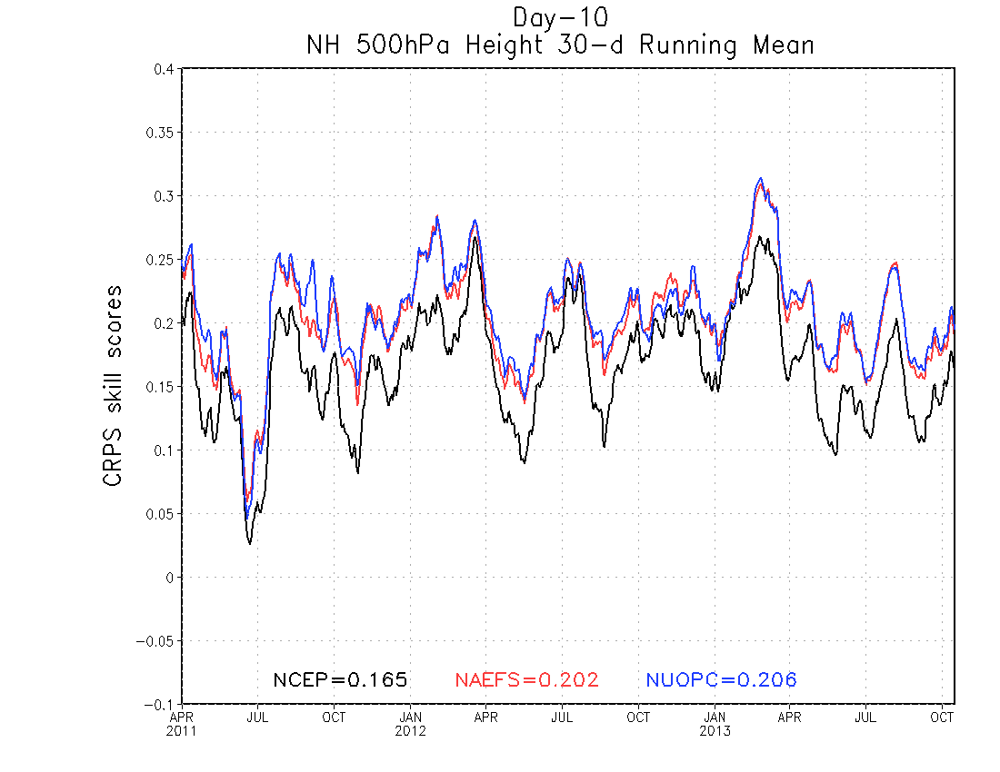 Day-10
NH 500hPa Height 30-d Running Mean
CRPS skill scores
0.4
0.35
0.3
0.25
0.2
0.15
0.1
0.05
0
-0.05
-0.1
NCEP=0.165 NAEFS=0.202 NUOPC=0.206
APR JUL OCT JAN APR JUL OCT JAN APR JUL OCT
2011 2012 2013